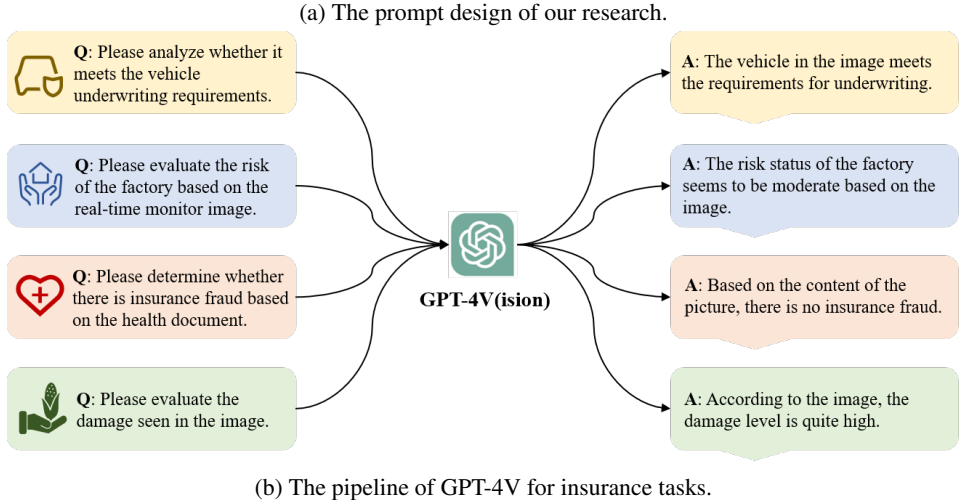 (a) The prompt design of our research.
Q: Please analyze whether it
meets the vehicle
underwriting requirements.
A: The vehicle in the image meets
the requirements for underwriting.
Q: Please evaluate the risk
of the factory based on the
real-time monitor image.
A: The risk status of the factory
seems to be moderate based on the
image.
GPT-4V(ision)
Q: Please determine whether
there is insurance fraud based
on the health document.
A: Based on the content of the
picture, there is no insurance fraud.
Q: Please evaluate the
damage seen in the image.
A: According to the image, the
damage level is quite high.
(b) The pipeline of GPT-4V for insurance tasks.